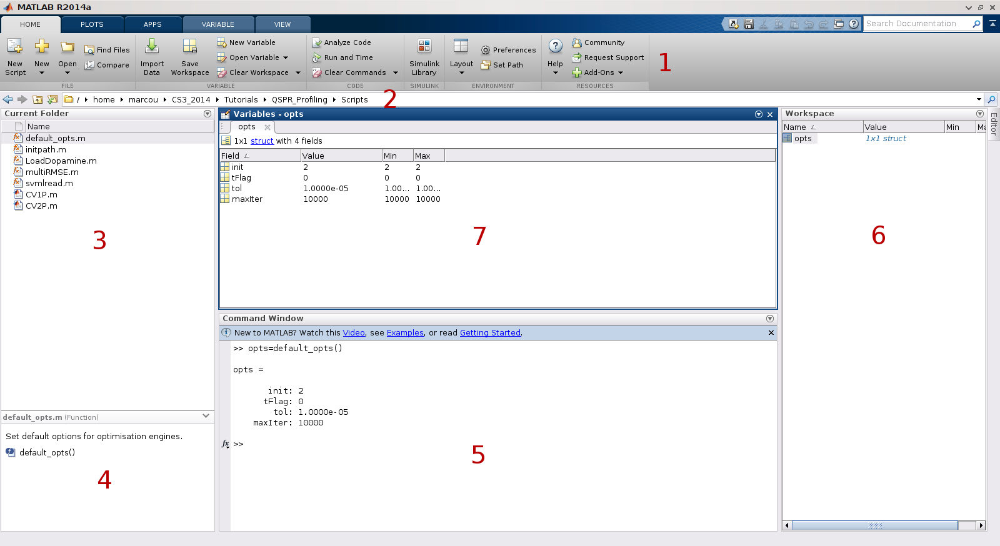 MATLAB R2014a
HOME PLOTS APPS VARIABLE VIEW
Search Documentation
New Script
New
Open
Find Files
Compare
FILE
Import Data
Save Workspace
New Variable
Open Variable
Clear Workspace
VARIABLE
Analyze Code
Run and Time
Clear Commands
CODE
Simulink Library
SIMULINK
Layout
Preferences
Set Path
ENVIRONMENT
? Help
Community
Request Support
Add-Ons
RESOURCES
1
/ home marcou CS3_2014 Tutorials QSPR_Profiling Scripts
2
Current Folder
Name
default_opts.m
initpath.m
LoadDopamine.m
multiRMSE.m
svmlread.m
CV1P.m
CV2P.m
3
default_opts.m (Function)
Set default options for optimisation engines.
default_opts()
4
Variables - opts
opts
1x1 struct with 4 fields
Field Value Min Max
init 2 2 2
tFlag 0 0 0
tol 1.0000e-05 1.00... 1.00...
maxIter 10000 10000 10000
7
Command Window
New to MATLAB? Watch this Video, see Examples, or read Getting Started.
>> opts=default_opts()
opts =
init: 2
tFlag: 0
tol: 1.0000e-05
maxIter: 10000
fx >>
5
Workspace
Name Value Min Ma
opts 1x1 struct
6
Editor